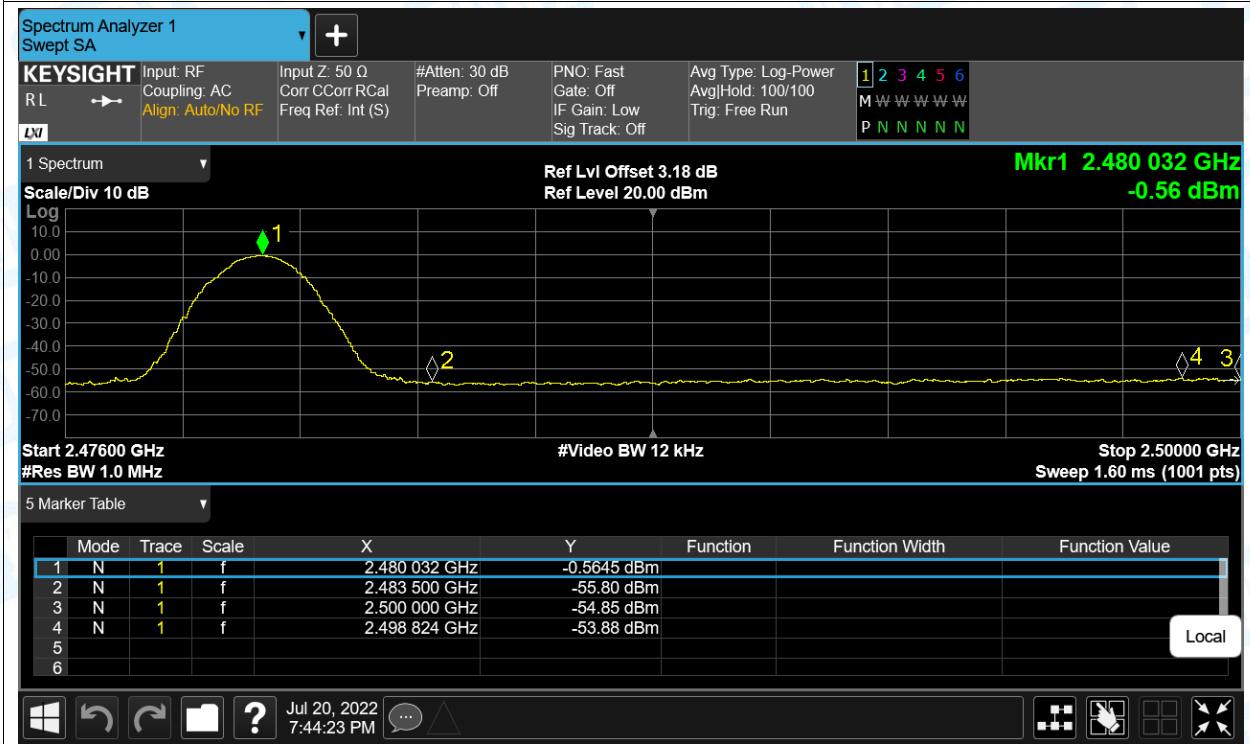 Spectrum Analyzer 1
Swept SA
+
KEYSIGHT
R L
LXI
Input: RF
Coupling: AC
Align: Auto/No RF
Input Z: 50 Ω
Corr CCorr RCal
Freq Ref: Int (S)
#Atten: 30 dB
Preamp: Off
PNO: Fast
Gate: Off
IF Gain: Low
Sig Track: Off
Avg Type: Log-Power
Avg|Hold: 100/100
Trig: Free Run
1 2 3 4 5 6
M W W W W W
P N N N N N
1 Spectrum
Scale/Div 10 dB
Ref Lvl Offset 3.18 dB
Ref Level 20.00 dBm
Mkr1 2.480 032 GHz
-0.56 dBm
Log
10.0
0.00
-10.0
-20.0
-30.0
-40.0
-50.0
-60.0
-70.0
1
2
4 3
Start 2.47600 GHz
#Res BW 1.0 MHz
#Video BW 12 kHz
Stop 2.50000 GHz
Sweep 1.60 ms (1001 pts)
5 Marker Table
Mode Trace Scale X Y Function Function Width Function Value
1 N 1 f 2.480 032 GHz -0.5645 dBm
2 N 1 f 2.483 500 GHz -55.80 dBm
3 N 1 f 2.500 000 GHz -54.85 dBm
4 N 1 f 2.498 824 GHz -53.88 dBm
5
6
Local
?
Jul 20, 2022
7:44:23 PM